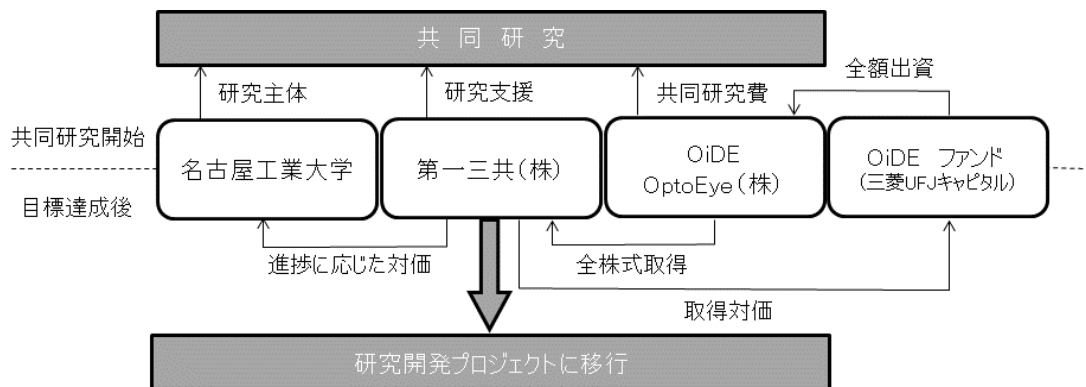 共 同 研 究
全額出資
研究主体
研究支援
共同研究費
共同研究開始
名古屋工業大学
第一三共(株)
OiDE
OptoEye(株)
OiDE ファンド
(三菱UFJキャピタル)
目標達成後
進捗に応じた対価
全株式取得
取得対価
研究開発プロジェクトに移行